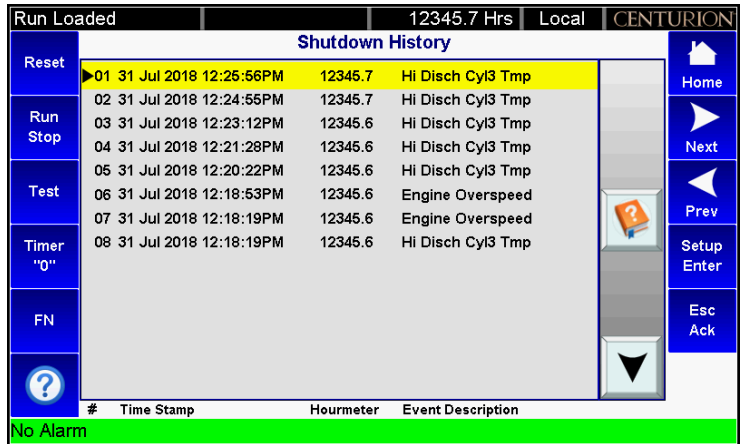 Run Loaded 12345.7 Hrs Local CENTURION
Shutdown History
Reset
Run
Stop
Test
Timer
"0"
FN
?
01 31 Jul 2018 12:25:56PM 12345.7 Hi Disch Cyl3 Tmp
02 31 Jul 2018 12:24:55PM 12345.7 Hi Disch Cyl3 Tmp
03 31 Jul 2018 12:23:12PM 12345.6 Hi Disch Cyl3 Tmp
04 31 Jul 2018 12:21:28PM 12345.6 Hi Disch Cyl3 Tmp
05 31 Jul 2018 12:20:22PM 12345.6 Hi Disch Cyl3 Tmp
06 31 Jul 2018 12:18:53PM 12345.6 Engine Overspeed
07 31 Jul 2018 12:18:19PM 12345.6 Engine Overspeed
08 31 Jul 2018 12:18:19PM 12345.6 Hi Disch Cyl3 Tmp
# Time Stamp Hourmeter Event Description
?
Home
Next
Prev
Setup
Enter
Esc
Ack
No Alarm